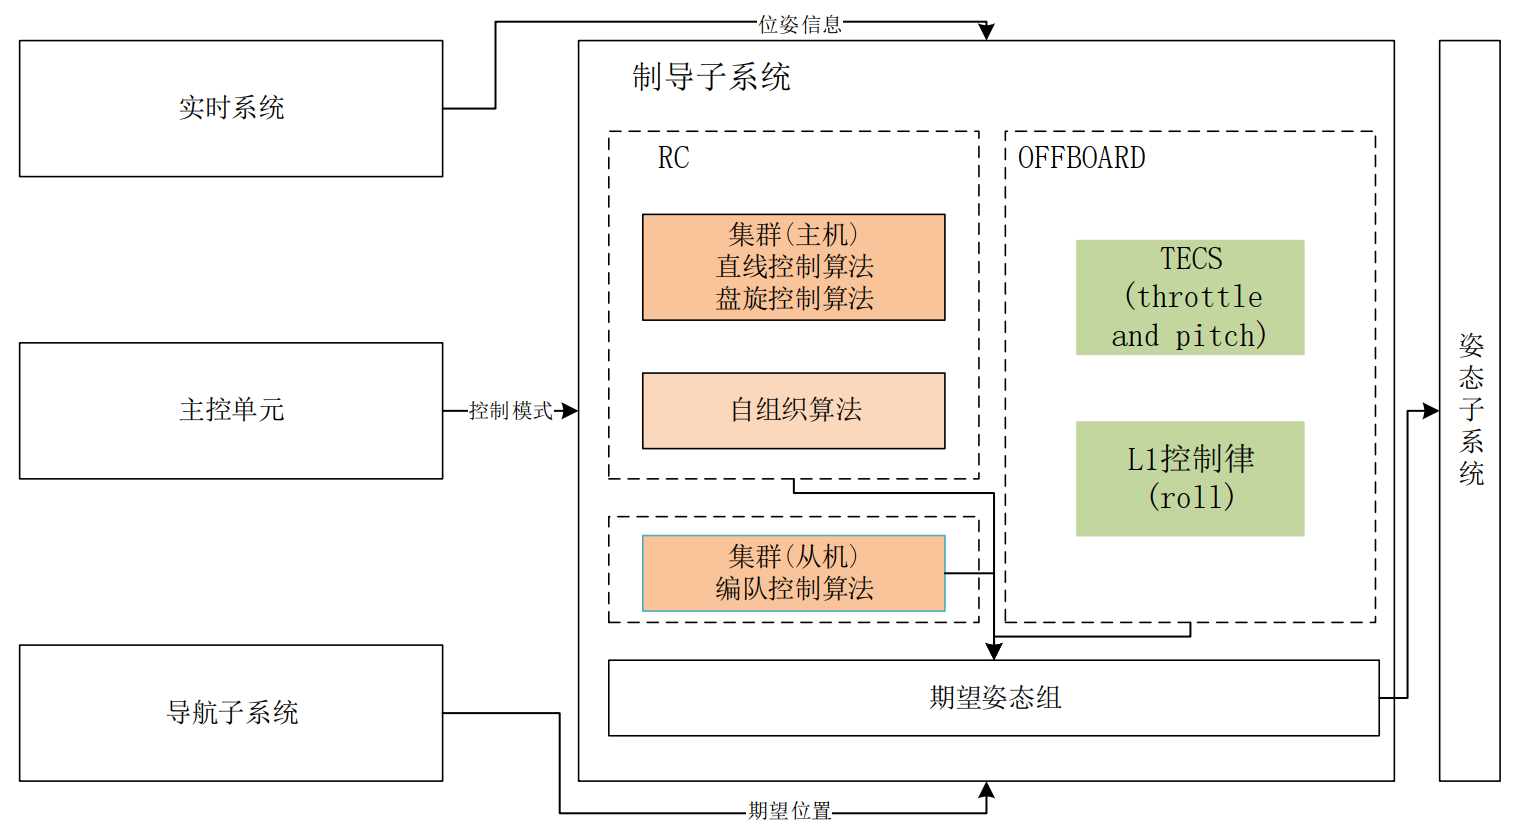 位姿信息
实时系统
制导子系统
RC
OFFBOARD
集群(主机)
直线控制算法
盘旋控制算法
TECS
(throttle
and pitch)
主控单元
控制模式
自组织算法
L1控制律
(roll)
姿
态
子
系
统
集群(从机)
编队控制算法
导航子系统
期望姿态组
期望位置